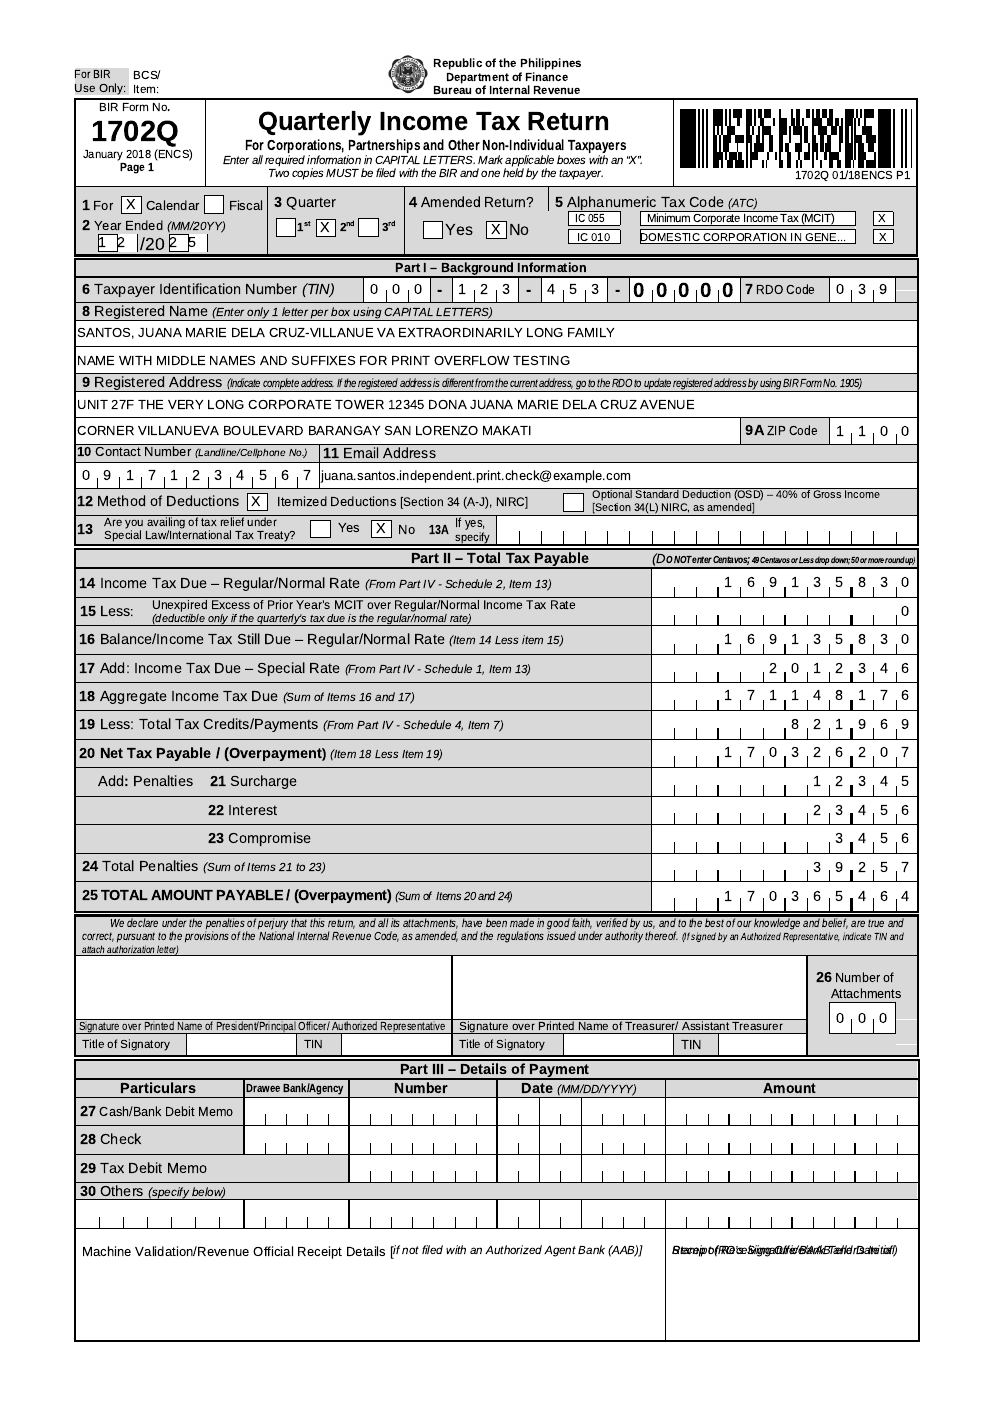 For BIR Use Only:
BCS/ Item:
Republic of the Philippines
Department of Finance
Bureau of Internal Revenue
BIR Form No.
1702Q
January 2018 (ENCS)
Page 1
Quarterly Income Tax Return
For Corporations, Partnerships and Other Non-Individual Taxpayers
Enter all required information in CAPITAL LETTERS. Mark applicable boxes with an “X”.
Two copies MUST be filed with the BIR and one held by the taxpayer.
1702Q 01/18ENCS P1
1 For X Calendar Fiscal
2 Year Ended (MM/20YY)
1 2 /20 2 5
3 Quarter
1st X 2nd 3rd
4 Amended Return?
Yes X No
5 Alphanumeric Tax Code (ATC)
IC 055 Minimum Corporate Income Tax (MCIT) X
IC 010 DOMESTIC CORPORATION IN GENE... X
Part I – Background Information
6 Taxpayer Identification Number (TIN) 0 0 0 - 1 2 3 - 4 5 3 - 0 0 0 0 0 7 RDO Code 0 3 9
8 Registered Name (Enter only 1 letter per box using CAPITAL LETTERS)
SANTOS, JUANA MARIE DELA CRUZ-VILLANUE VA EXTRAORDINARILY LONG FAMILY
NAME WITH MIDDLE NAMES AND SUFFIXES FOR PRINT OVERFLOW TESTING
9 Registered Address (Indicate complete address. If the registered address is different from the current address, go to the RDO to update registered address by using BIR Form No. 1905)
UNIT 27F THE VERY LONG CORPORATE TOWER 12345 DONA JUANA MARIE DELA CRUZ AVENUE
CORNER VILLANUEVA BOULEVARD BARANGAY SAN LORENZO MAKATI 9A ZIP Code 1 1 0 0
10 Contact Number (Landline/Cellphone No.) 11 Email Address
0 9 1 7 1 2 3 4 5 6 7 juana.santos.independent.print.check@example.com
12 Method of Deductions X Itemized Deductions [Section 34 (A-J), NIRC] Optional Standard Deduction (OSD) – 40% of Gross Income [Section 34(L) NIRC, as amended]
13 Are you availing of tax relief under Special Law/International Tax Treaty? Yes X No 13A If yes, specify
Part II – Total Tax Payable (DO NOT enter Centavos; 49 Centavos or Less drop down; 50 or more round up)
14 Income Tax Due – Regular/Normal Rate (From Part IV - Schedule 2, Item 13) 1 6 9 1 3 5 8 3 0
15 Less: Unexpired Excess of Prior Year's MCIT over Regular/Normal Income Tax Rate (deductible only if the quarterly's tax due is the regular/normal rate) 0
16 Balance/Income Tax Still Due – Regular/Normal Rate (Item 14 Less item 15) 1 6 9 1 3 5 8 3 0
17 Add: Income Tax Due – Special Rate (From Part IV - Schedule 1, Item 13) 2 0 1 2 3 4 6
18 Aggregate Income Tax Due (Sum of Items 16 and 17) 1 7 1 1 4 8 1 7 6
19 Less: Total Tax Credits/Payments (From Part IV - Schedule 4, Item 7) 8 2 1 9 6 9
20 Net Tax Payable / (Overpayment) (Item 18 Less Item 19) 1 7 0 3 2 6 2 0 7
Add: Penalties 21 Surcharge 1 2 3 4 5
22 Interest 2 3 4 5 6
23 Compromise 3 4 5 6
24 Total Penalties (Sum of Items 21 to 23) 3 9 2 5 7
25 TOTAL AMOUNT PAYABLE / (Overpayment) (Sum of Items 20 and 24) 1 7 0 3 6 5 4 6 4
We declare under the penalties of perjury that this return, and all its attachments, have been made in good faith, verified by us, and to the best of our knowledge and belief, are true and
correct, pursuant to the provisions of the National Internal Revenue Code, as amended, and the regulations issued under authority thereof. (If signed by an Authorized Representative, indicate TIN and
attach authorization letter)
26 Number of Attachments
0 0 0
Signature over Printed Name of President/Principal Officer/ Authorized Representative
Signature over Printed Name of Treasurer/ Assistant Treasurer
Title of Signatory TIN Title of Signatory TIN
Part III – Details of Payment
Particulars Drawee Bank/Agency Number Date (MM/DD/YYYY) Amount
27 Cash/Bank Debit Memo
28 Check
29 Tax Debit Memo
30 Others (specify below)
Machine Validation/Revenue Official Receipt Details [if not filed with an Authorized Agent Bank (AAB)]